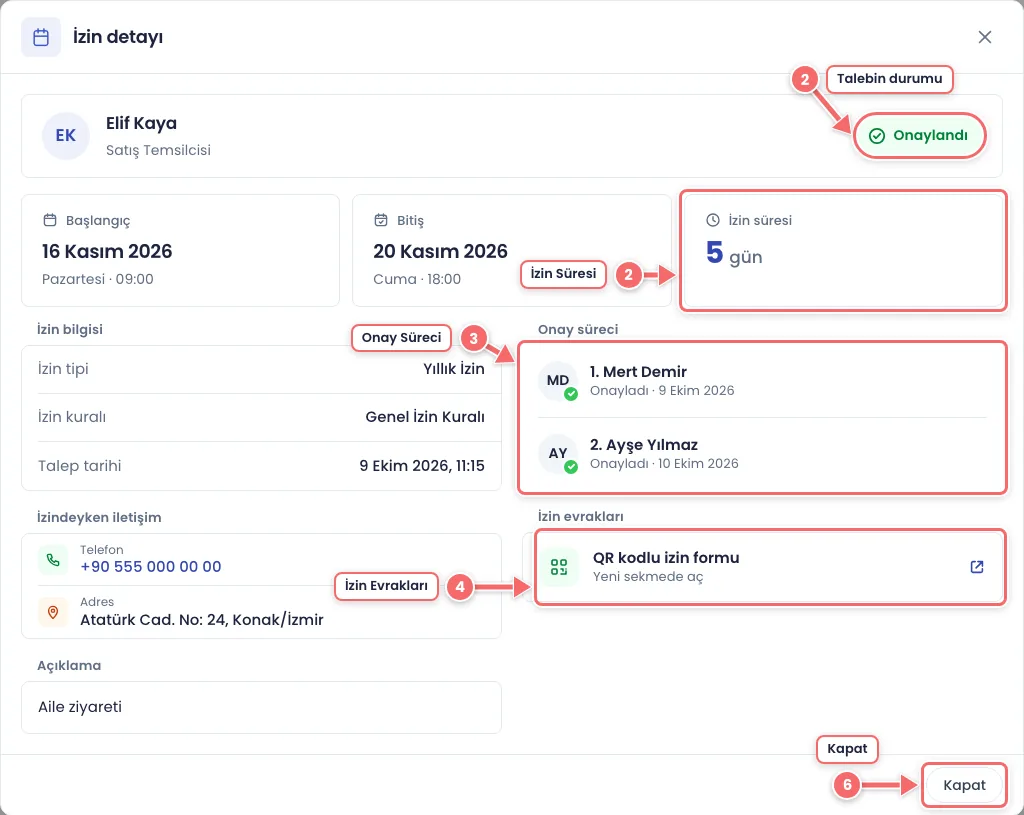 İzin detayı
2
Talebin durumu
EK
Elif Kaya
Satış Temsilcisi
Onaylandı
Başlangıç
16 Kasım 2026
Pazartesi · 09:00
Bitiş
20 Kasım 2026
Cuma · 18:00
İzin Süresi
2
İzin süresi
5 gün
İzin bilgisi
İzin tipi
Yıllık İzin
İzin kuralı
Genel İzin Kuralı
Talep tarihi
9 Ekim 2026, 11:15
Onay Süreci
3
Onay süreci
MD
1. Mert Demir
Onayladı · 9 Ekim 2026
AY
2. Ayşe Yılmaz
Onayladı · 10 Ekim 2026
İzindeyken iletişim
Telefon
+90 555 000 00 00
Adres
Atatürk Cad. No: 24, Konak/İzmir
İzin evrakları
İzin Evrakları
4
QR kodlu izin formu
Yeni sekmede aç
Açıklama
Aile ziyareti
Kapat
6
Kapat